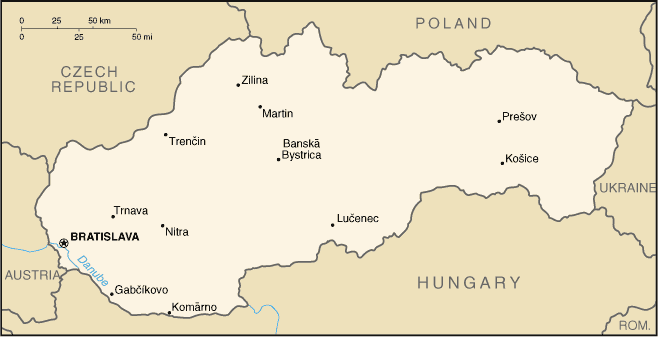 0 25 50 km
0 25 50 mi
POLAND
CZECH
REPUBLIC
Zilina
Martin
Prešov
Trenčin
Banskā
Bystrica
Košice
UKRAINE
Trnava
Lučenec
Nitra
BRATISLAVA
Danube
AUSTRIA
HUNGARY
Gabčíkovo
Komārno
ROM.